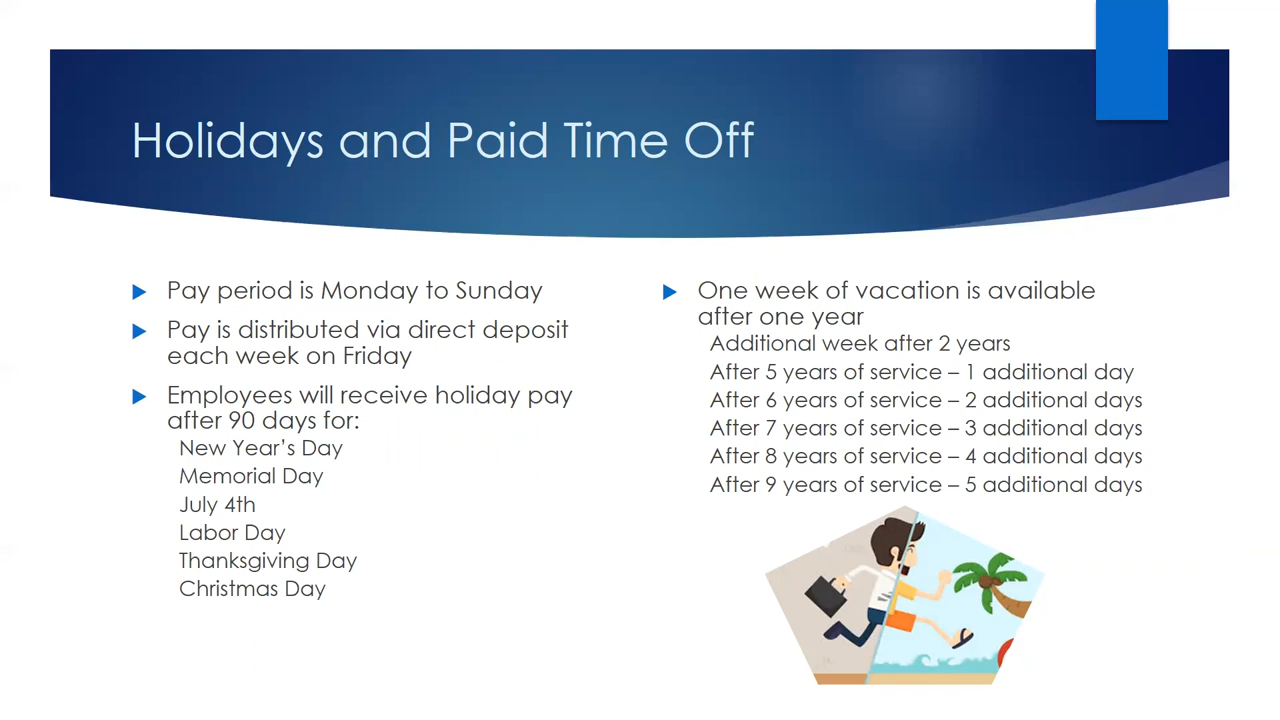 Holidays and Paid Time Off
Pay period is Monday to Sunday
Pay is distributed via direct deposit
each week on Friday
Employees will receive holiday pay
after 90 days for:
New Year’s Day
Memorial Day
July 4th
Labor Day
Thanksgiving Day
Christmas Day
One week of vacation is available
after one year
Additional week after 2 years
After 5 years of service – 1 additional day
After 6 years of service – 2 additional days
After 7 years of service – 3 additional days
After 8 years of service – 4 additional days
After 9 years of service – 5 additional days